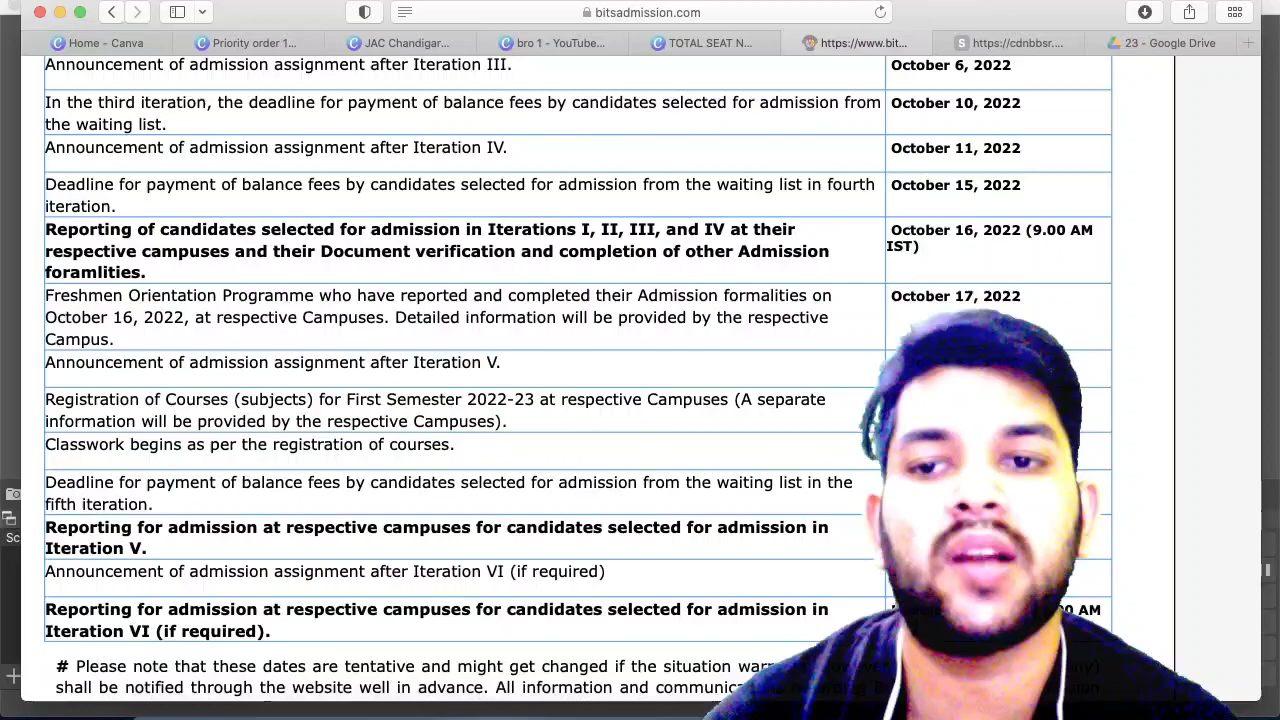 bitsadmission.com
Home - Canva
Priority order 1...
JAC Chandigar...
bro 1 - YouTube...
TOTAL SEAT N...
https://www.bit...
https://cdnbbsr....
23 - Google Drive
Announcement of admission assignment after Iteration III.
October 6, 2022
In the third iteration, the deadline for payment of balance fees by candidates selected for admission from
the waiting list.
October 10, 2022
Announcement of admission assignment after Iteration IV.
October 11, 2022
Deadline for payment of balance fees by candidates selected for admission from the waiting list in fourth
iteration.
October 15, 2022
Reporting of candidates selected for admission in Iterations I, II, III, and IV at their
respective campuses and their Document verification and completion of other Admission
foramlities.
October 16, 2022 (9.00 AM
IST)
Freshmen Orientation Programme who have reported and completed their Admission formalities on
October 16, 2022, at respective Campuses. Detailed information will be provided by the respective
Campus.
October 17, 2022
Announcement of admission assignment after Iteration V.
Registration of Courses (subjects) for First Semester 2022-23 at respective Campuses (A separate
information will be provided by the respective Campuses).
Classwork begins as per the registration of courses.
Deadline for payment of balance fees by candidates selected for admission from the waiting list in the
fifth iteration.
Reporting for admission at respective campuses for candidates selected for admission in
Iteration V.
Announcement of admission assignment after Iteration VI (if required)
Reporting for admission at respective campuses for candidates selected for admission in
Iteration VI (if required).
00 AM
# Please note that these dates are tentative and might get changed if the situation
shall be notified through the website well in advance. All information and
Sc